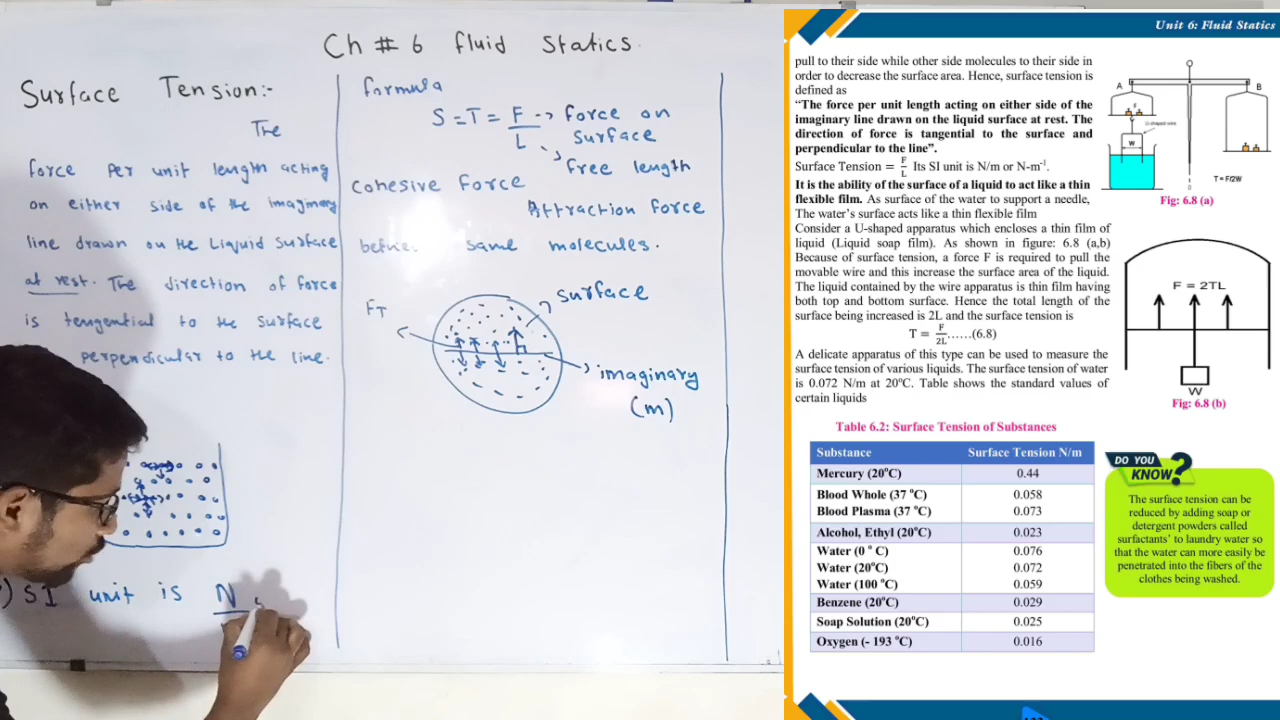 Ch # 6 fluid Statics.
Surface Tension:-
The
force Per unit length acting
on either side of the imaginary
line drawn on the Liquid Surface
at rest. The direction of force
is tengential to the surface
perpendicular to the line.
SI unit is N
formula
S = T = F --> force on
L surface
free length
Cohesive Force
Attraction force
same molecules.
FT
surface
imaginary
(m)
Unit 6: Fluid Statics
pull to their side while other side molecules to their side in
order to decrease the surface area. Hence, surface tension is
defined as
“The force per unit length acting on either side of the
imaginary line drawn on the liquid surface at rest. The
direction of force is tangential to the surface and
perpendicular to the line”.
Surface Tension = F/L Its SI unit is N/m or N-m⁻¹.
It is the ability of the surface of a liquid to act like a thin
flexible film. As surface of the water to support a needle,
The water’s surface acts like a thin flexible film
Consider a U-shaped apparatus which encloses a thin film of
liquid (Liquid soap film). As shown in figure: 6.8 (a,b)
Because of surface tension, a force F is required to pull the
movable wire and this increase the surface area of the liquid.
The liquid contained by the wire apparatus is thin film having
both top and bottom surface. Hence the total length of the
surface being increased is 2L and the surface tension is
T = F/2L ……(6.8)
A delicate apparatus of this type can be used to measure the
surface tension of various liquids. The surface tension of water
is 0.072 N/m at 20°C. Table shows the standard values of
certain liquids
A B
F
U-shaped wire
W
T = F/2W
Fig: 6.8 (a)
F = 2TL
W
Fig: 6.8 (b)
Table 6.2: Surface Tension of Substances
Substance Surface Tension N/m
Mercury (20°C) 0.44
Blood Whole (37 °C) 0.058
Blood Plasma (37 °C) 0.073
Alcohol, Ethyl (20°C) 0.023
Water (0 ° C) 0.076
Water (20°C) 0.072
Water (100 °C) 0.059
Benzene (20°C) 0.029
Soap Solution (20°C) 0.025
Oxygen (- 193 °C) 0.016
DO YOU
KNOW?
The surface tension can be
reduced by adding soap or
detergent powders called
surfactants’ to laundry water so
that the water can more easily be
penetrated into the fibers of the
clothes being washed.